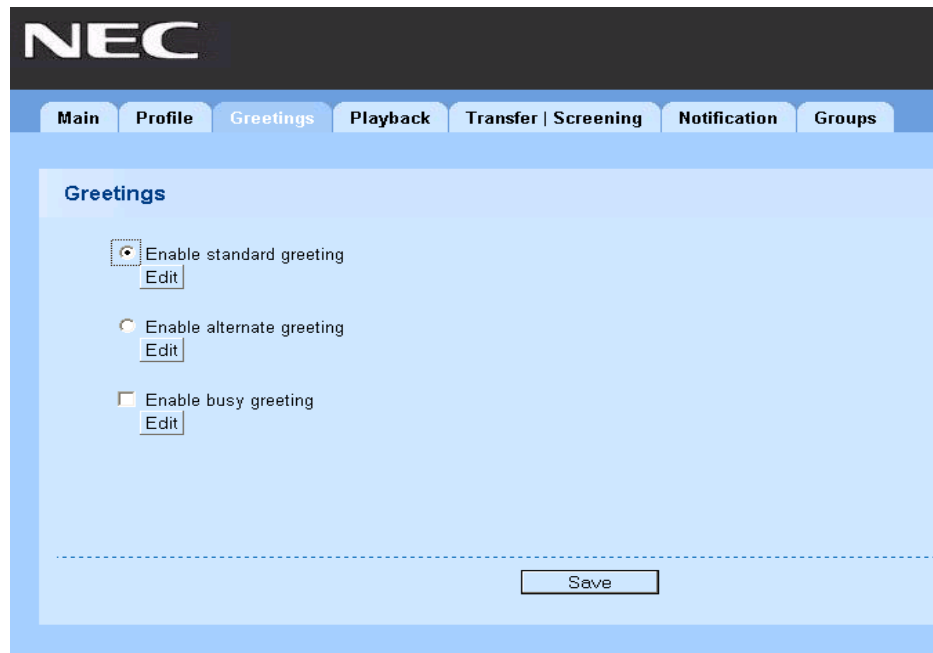 NEC
Main Profile Greetings Playback Transfer | Screening Notification Groups
Greetings
Enable standard greeting
Edit
Enable alternate greeting
Edit
Enable busy greeting
Edit
Save